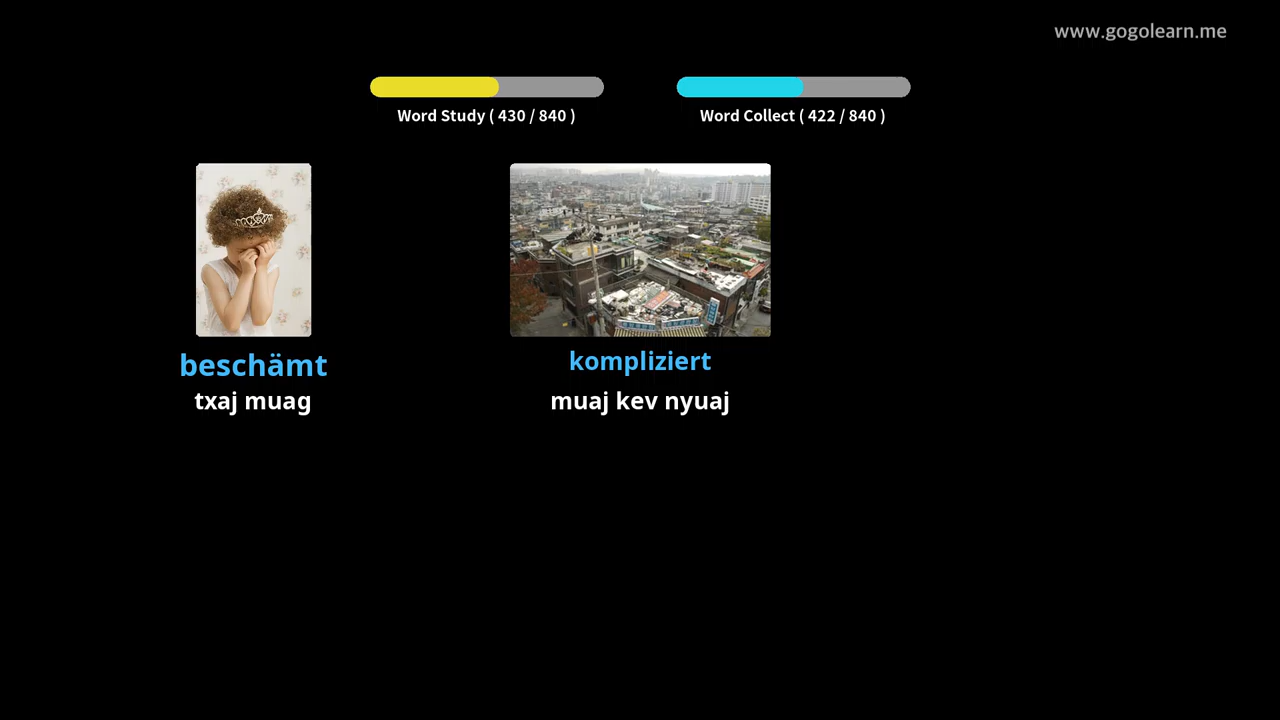 www.gogolearn.me
Word Study ( 430 / 840 )
Word Collect ( 422 / 840 )
beschämt
txaj muag
kompliziert
muaj kev nyuaj